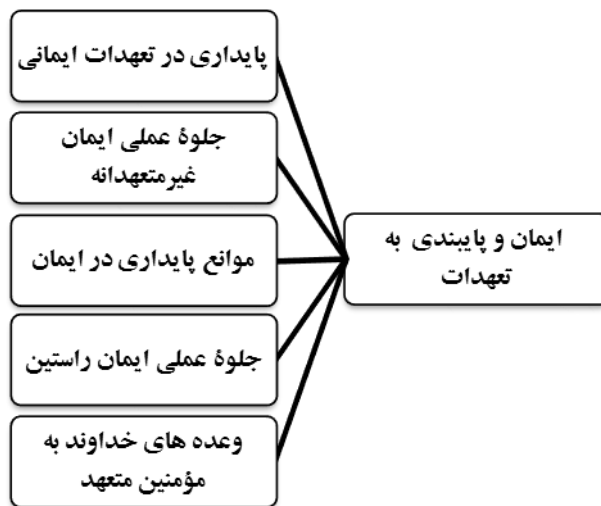 ایمان و پایبندی به
تعهدات
پایداری در تعهدات ایمانی
جلوۀ عملی ایمان
غیرمتعهدانه
موانع پایداری در ایمان
جلوۀ عملی ایمان راستین
وعده های خداوند به
مؤمنین متعهد